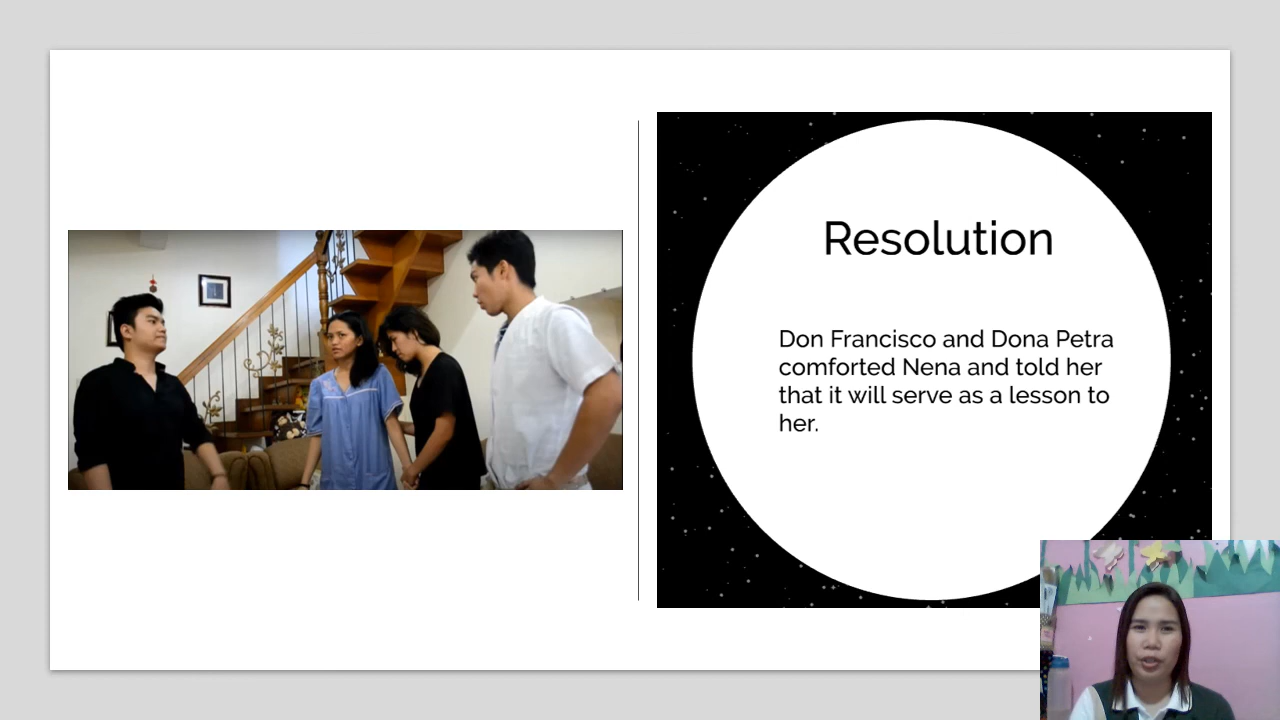 Resolution
Don Francisco and Dona Petra
comforted Nena and told her
that it will serve as a lesson to
her.